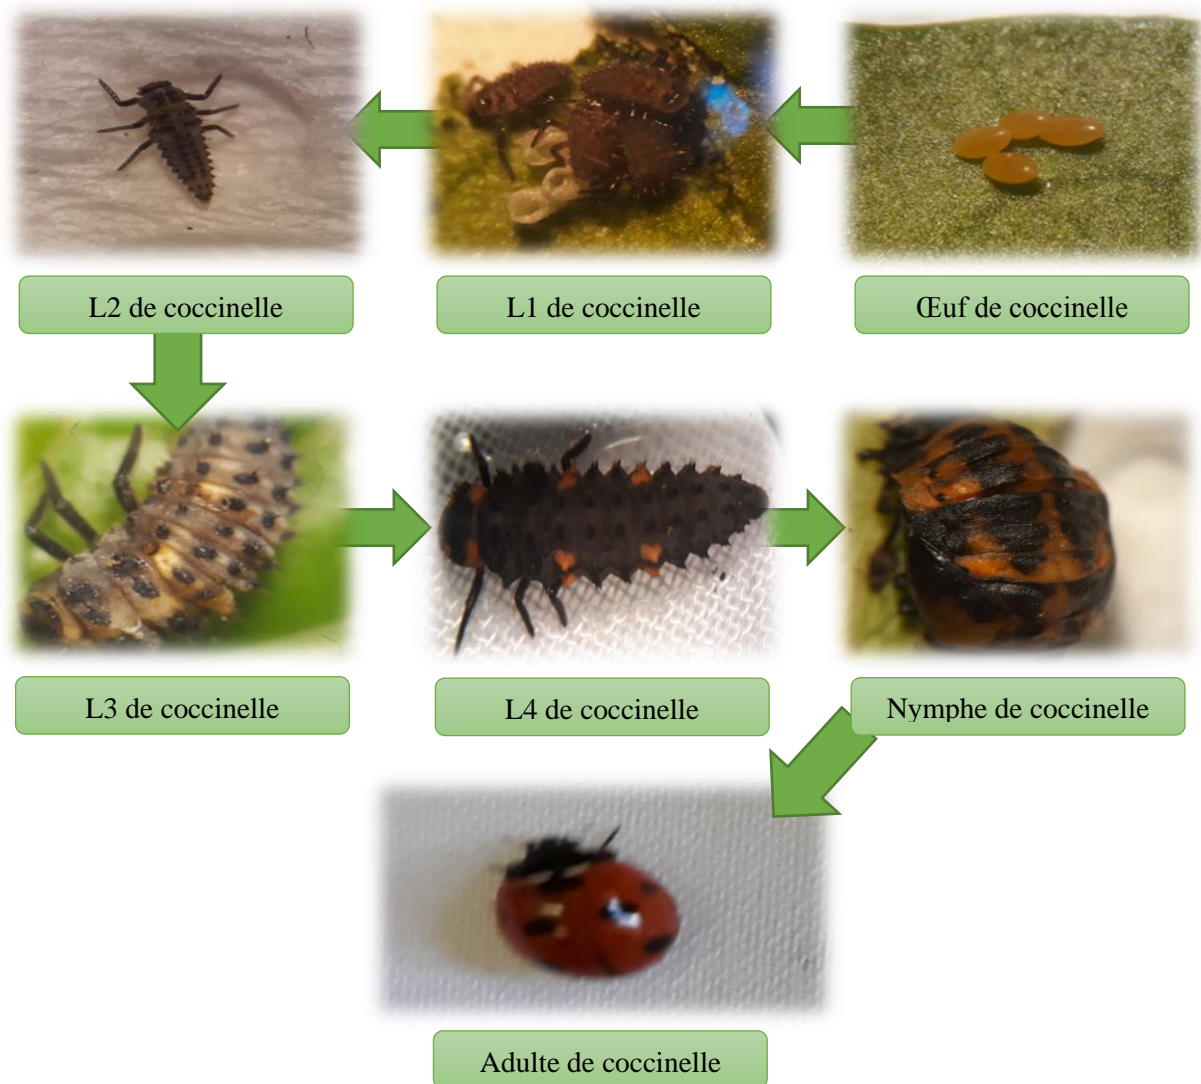 L2 de coccinelle
L1 de coccinelle
Œuf de coccinelle
L3 de coccinelle
L4 de coccinelle
Nymphe de coccinelle
Adulte de coccinelle